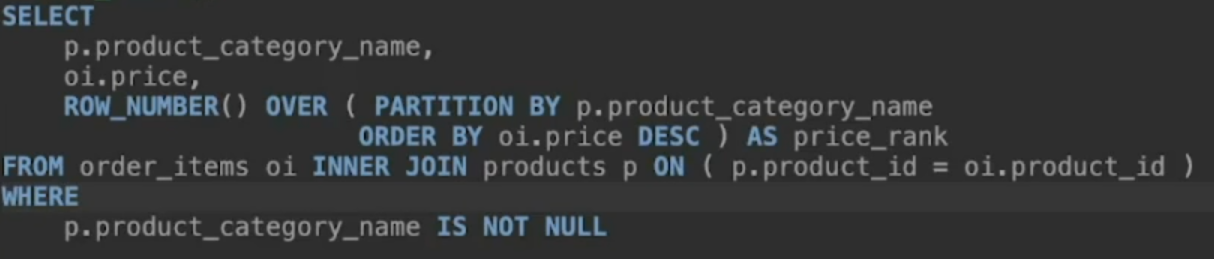 SELECT
    p.product_category_name,
    oi.price,
    ROW_NUMBER() OVER ( PARTITION BY p.product_category_name
                       ORDER BY oi.price DESC ) AS price_rank
FROM order_items oi INNER JOIN products p ON ( p.product_id = oi.product_id )
WHERE
    p.product_category_name IS NOT NULL